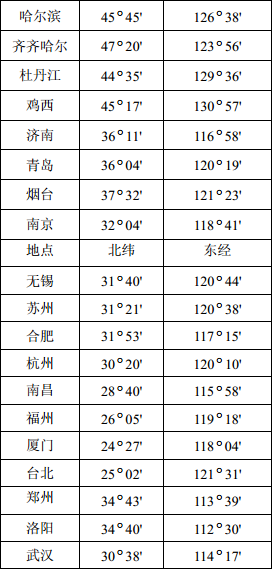 哈尔滨 45°45' 126°38'
齐齐哈尔 47°20' 123°56'
杜丹江 44°35' 129°36'
鸡西 45°17' 130°57'
济南 36°11' 116°58'
青岛 36°04' 120°19'
烟台 37°32' 121°23'
南京 32°04' 118°41'
地点 北纬 东经
无锡 31°40' 120°44'
苏州 31°21' 120°38'
合肥 31°53' 117°15'
杭州 30°20' 120°10'
南昌 28°40' 115°58'
福州 26°05' 119°18'
厦门 24°27' 118°04'
台北 25°02' 121°31'
郑州 34°43' 113°39'
洛阳 34°40' 112°30'
武汉 30°38' 114°17'